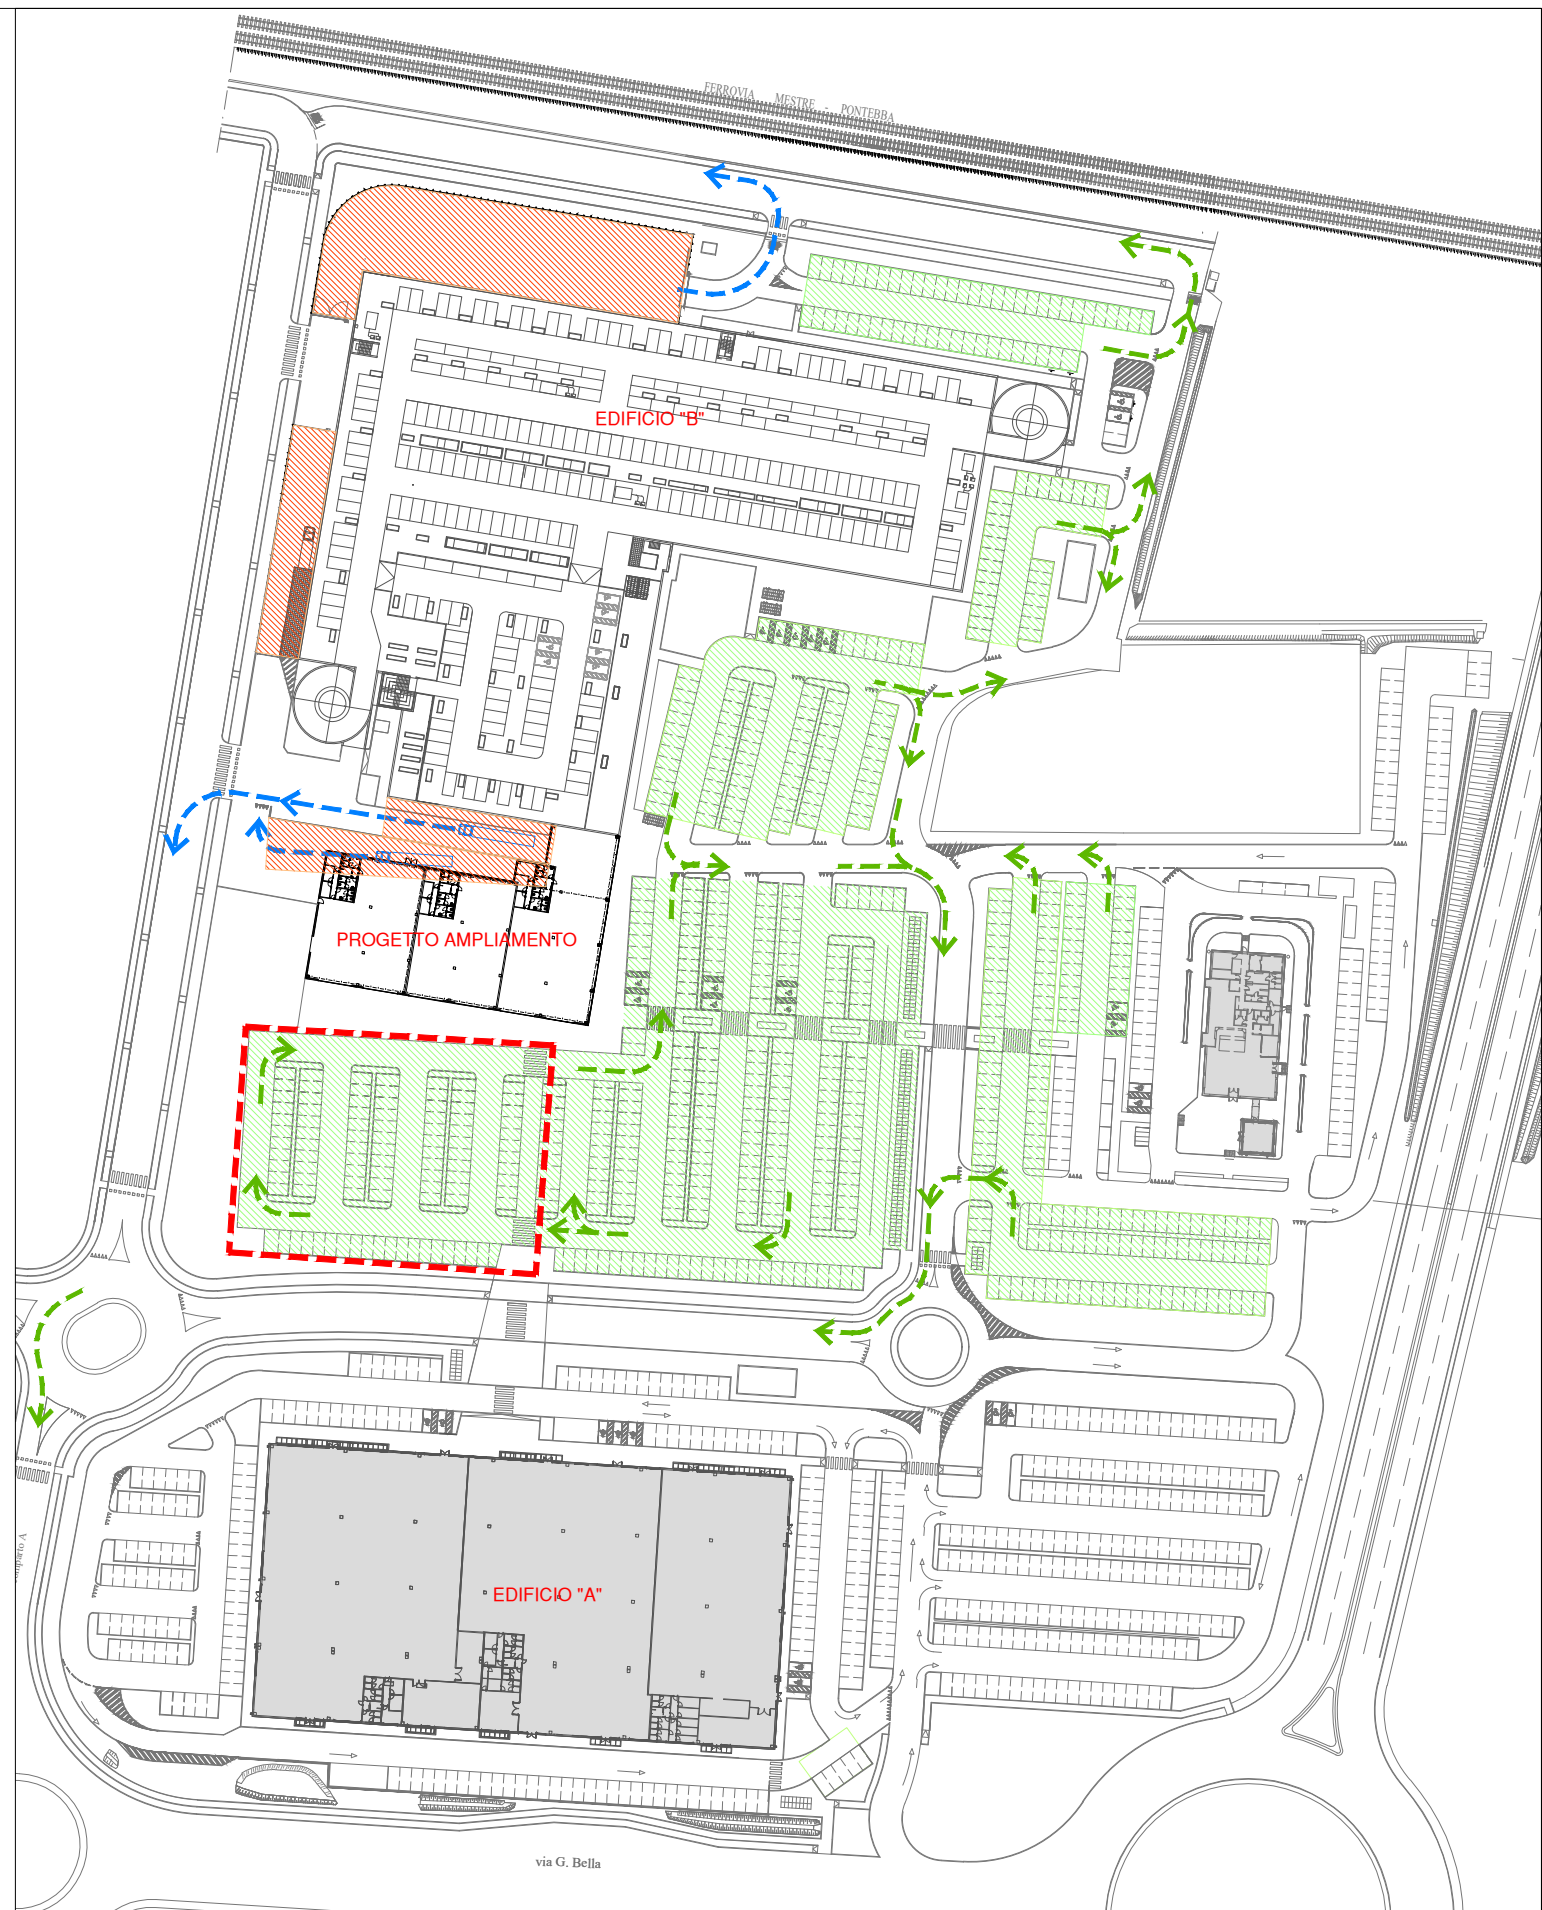 FERROVIA MESTRE - PONTEBBA
EDIFICIO "B"
PROGETTO AMPLIAMENTO
EDIFICIO "A"
via G. Bella